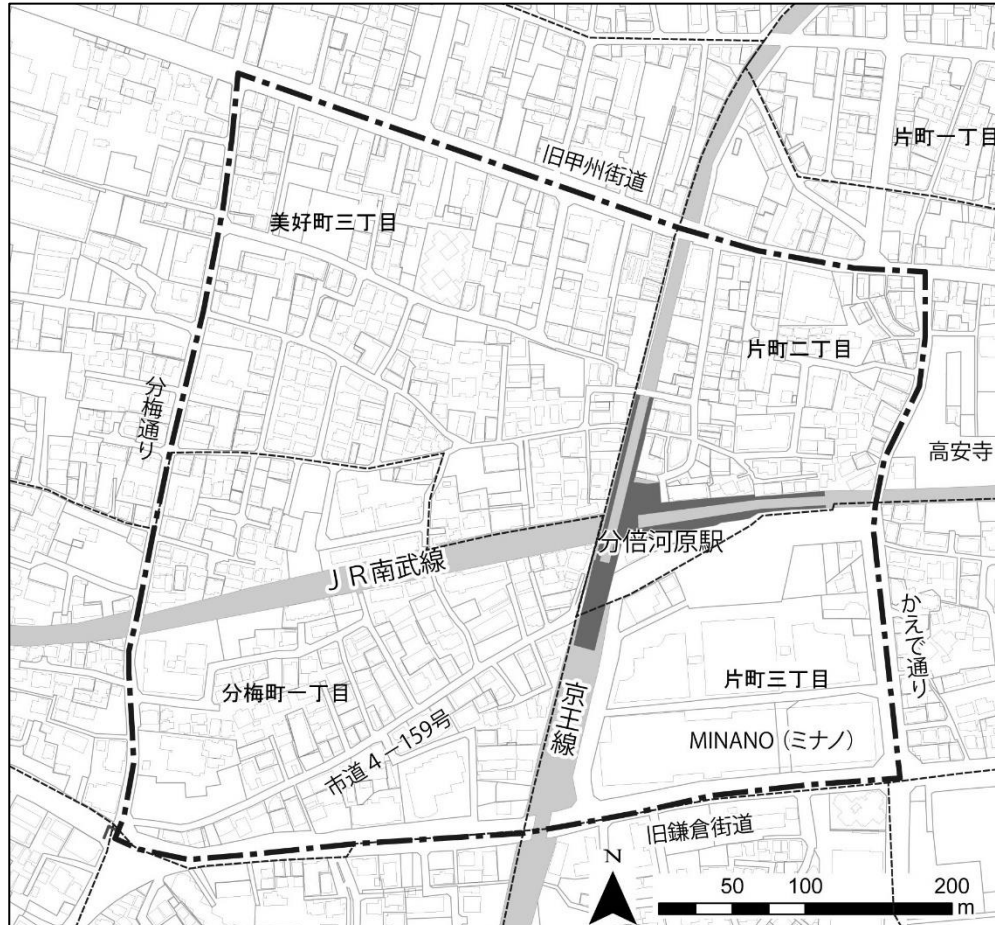 片町一丁目
旧甲州街道
美好町三丁目
片町二丁目
分梅通り
高安寺
分倍河原駅
JR南武線
かえで通り
分梅町一丁目
片町三丁目
京王線
市道4－159号
MINANO（ミナノ）
旧鎌倉街道
N
50 100 200
m